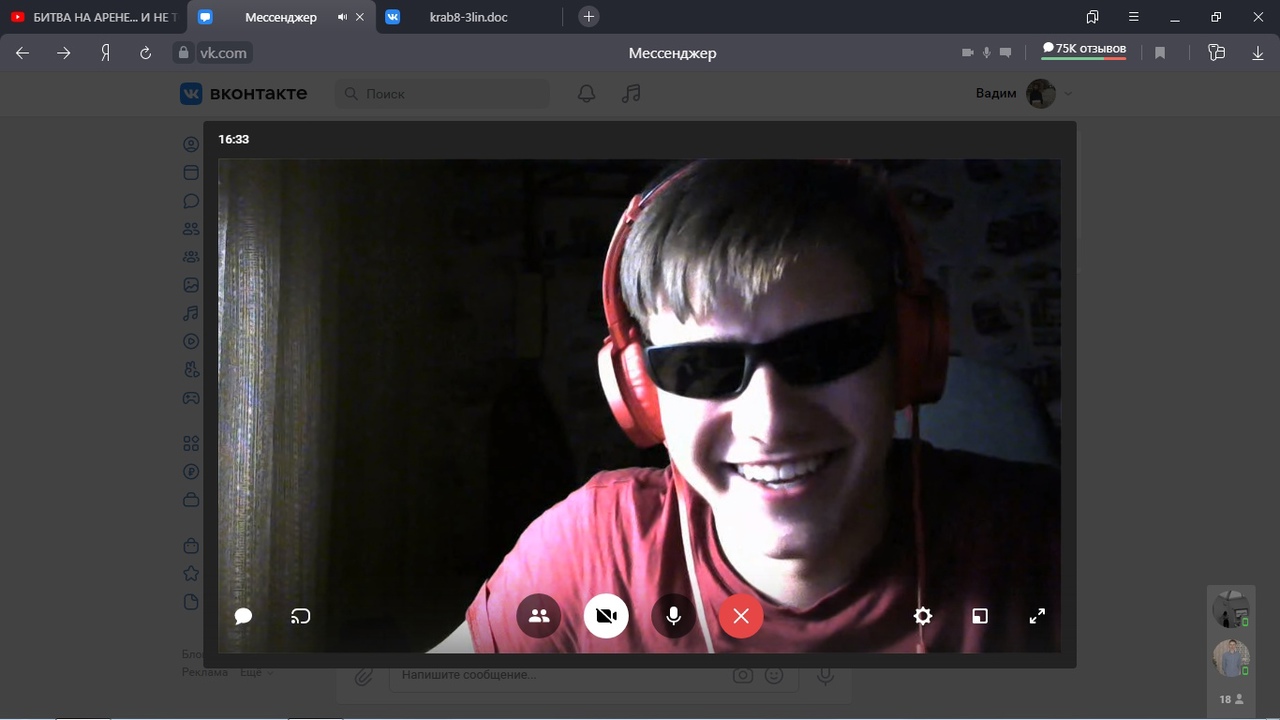 БИТВА НА АРЕНЕ... И НЕ Т
Мессенджер
krab8-3lin.doc
vk.com
Мессенджер
75K отзывов
вконтакте
Поиск
Вадим
16:33
Реклама
Ещё
Напишите сообщение...
18